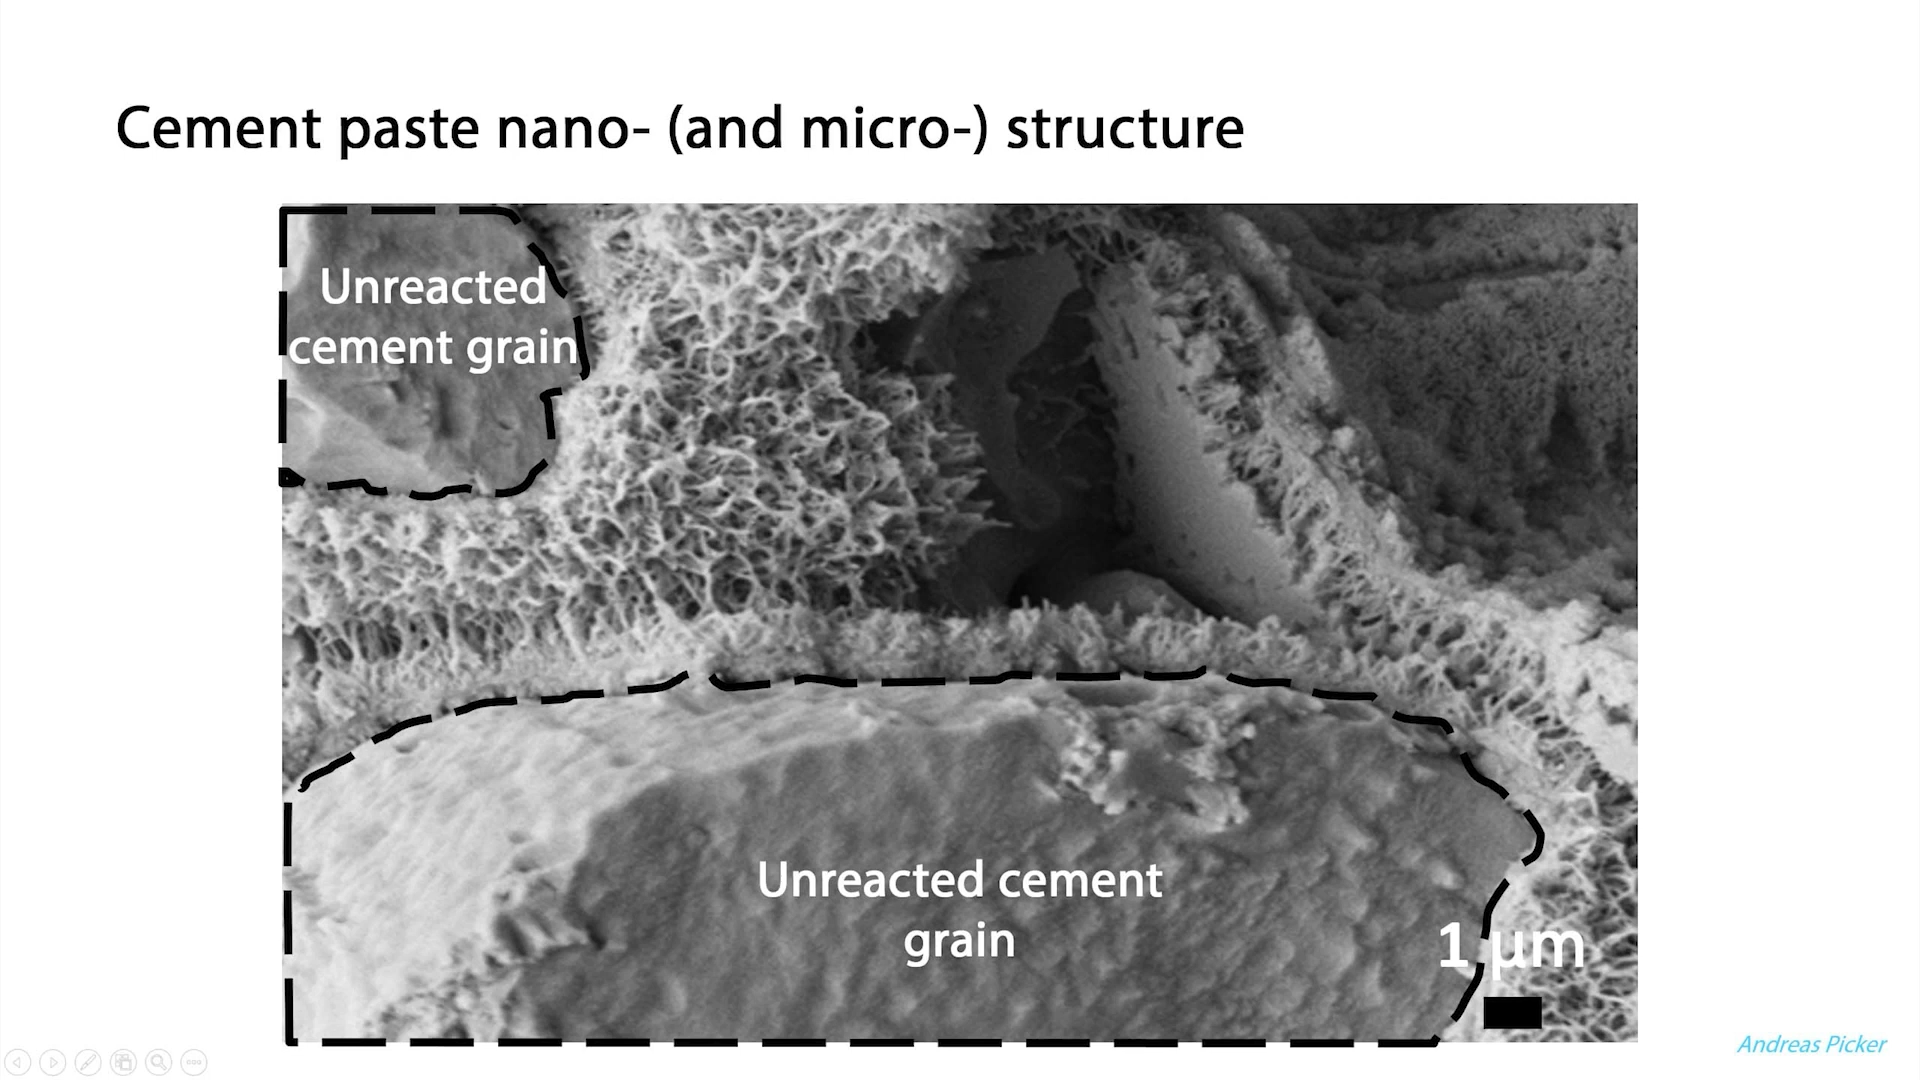 Cement paste nano- (and micro-) structure
Unreacted
cement grain
Unreacted cement
grain
1 µm
Andreas Picker